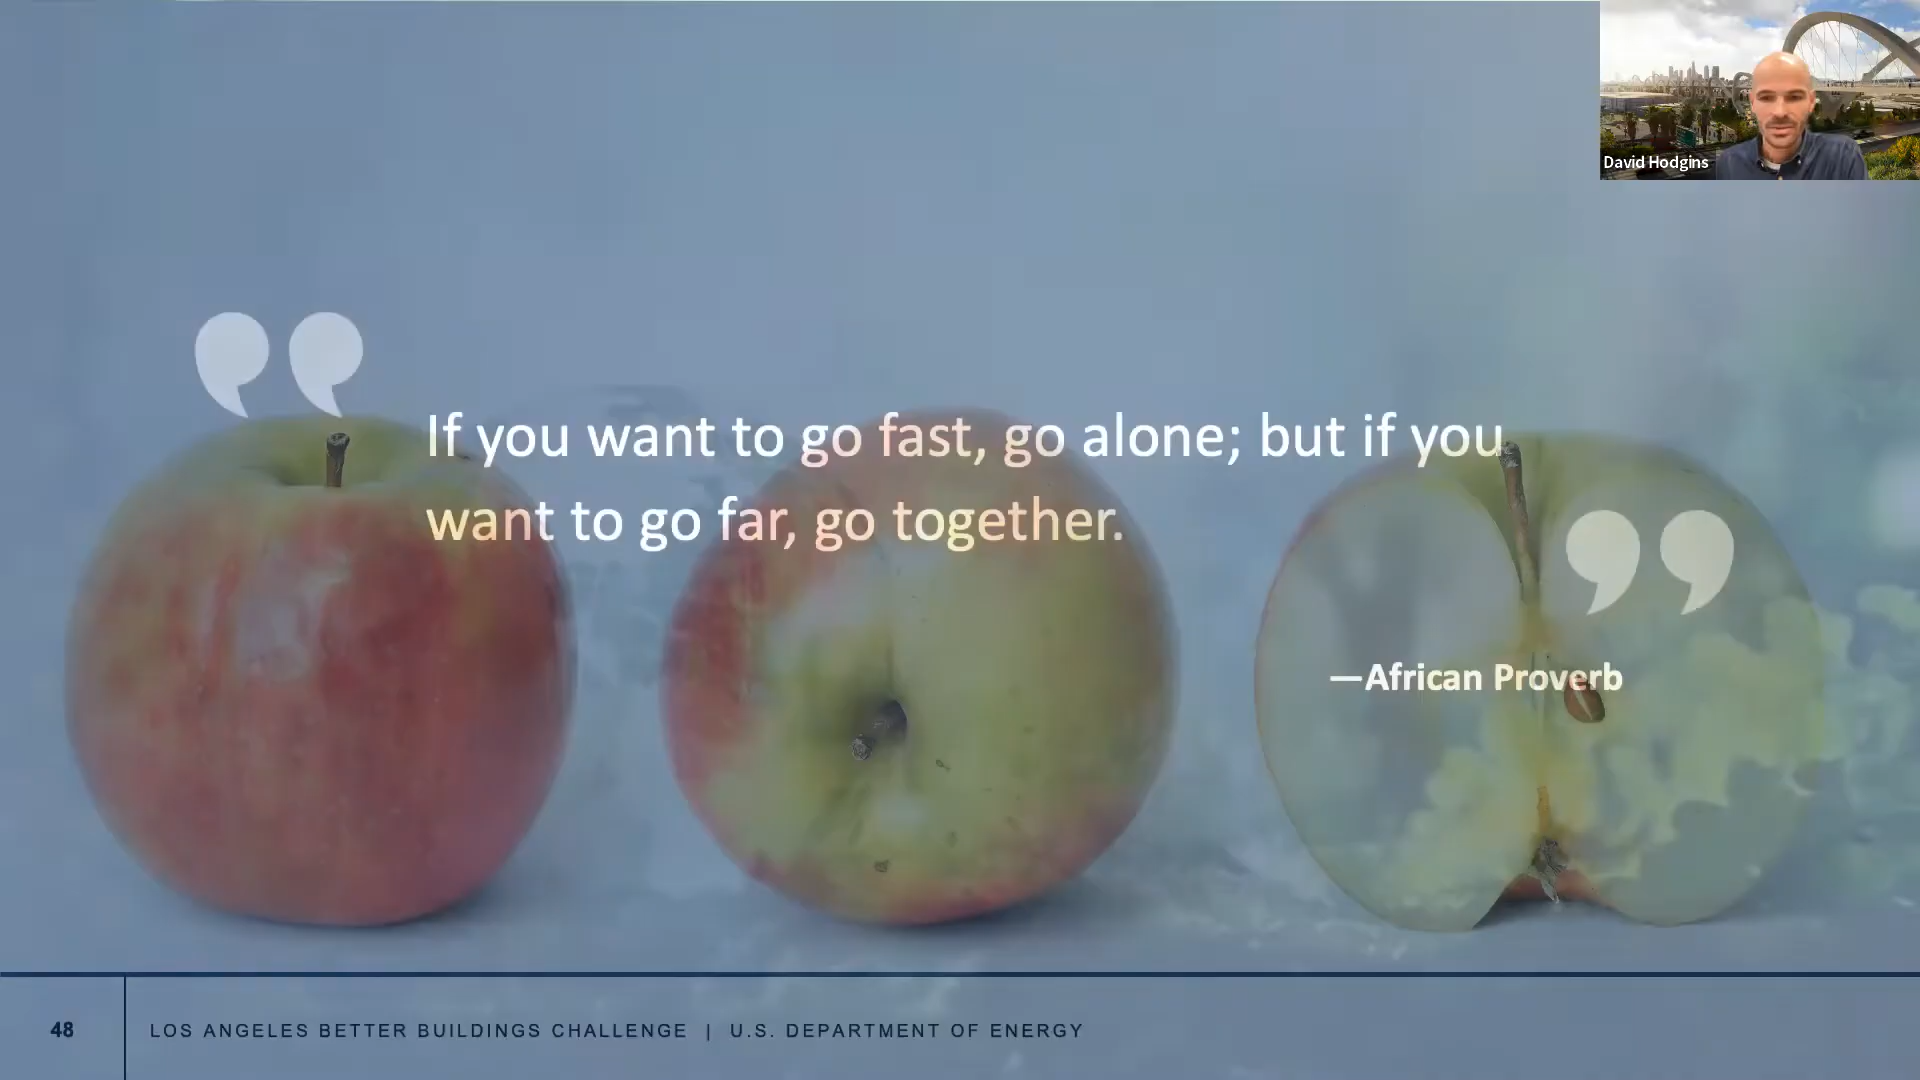 David Hodgins
”
If you want to go fast, go alone; but if you
want to go far, go together.
”
—African Proverb
48
LOS ANGELES BETTER BUILDINGS CHALLENGE | U.S. DEPARTMENT OF ENERGY